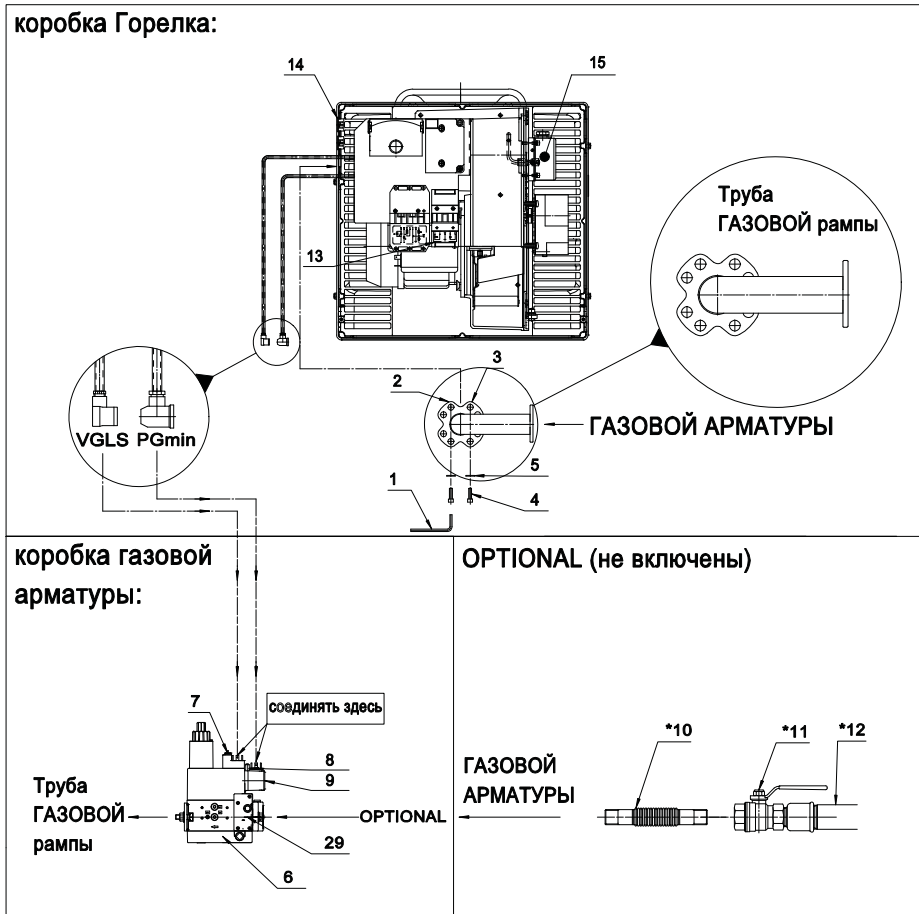 коробка Горелка:
14
15
13
Труба
ГАЗОВОЙ рампы
2
3
VGLS PGmin
ГАЗОВОЙ АРМАТУРЫ
5
1
4
коробка газовой
арматуры:
OPTIONAL (не включены)
7
соединять здесь
8
9
Труба
ГАЗОВОЙ
рампы
OPTIONAL
29
6
ГАЗОВОЙ
АРМАТУРЫ
*10
*11
*12